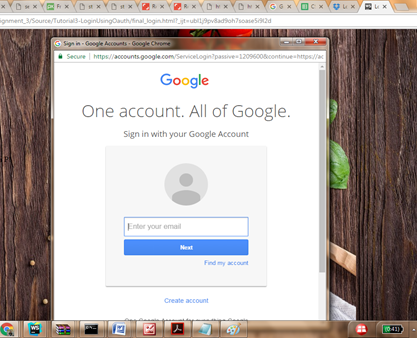 ignment_3/Source/Tutorial3-LoginUsingOauth/final_login.html?_ijt=
Sign in - Google Accounts - Google Chrome
Secure https://accounts.google.com/ServiceLogin?passive=1209600&continue=https://ac
Google
One account. All of Google.
Sign in with your Google Account
Enter your email
Next
Find my account
Create account
One Google Account for everything Google
WS